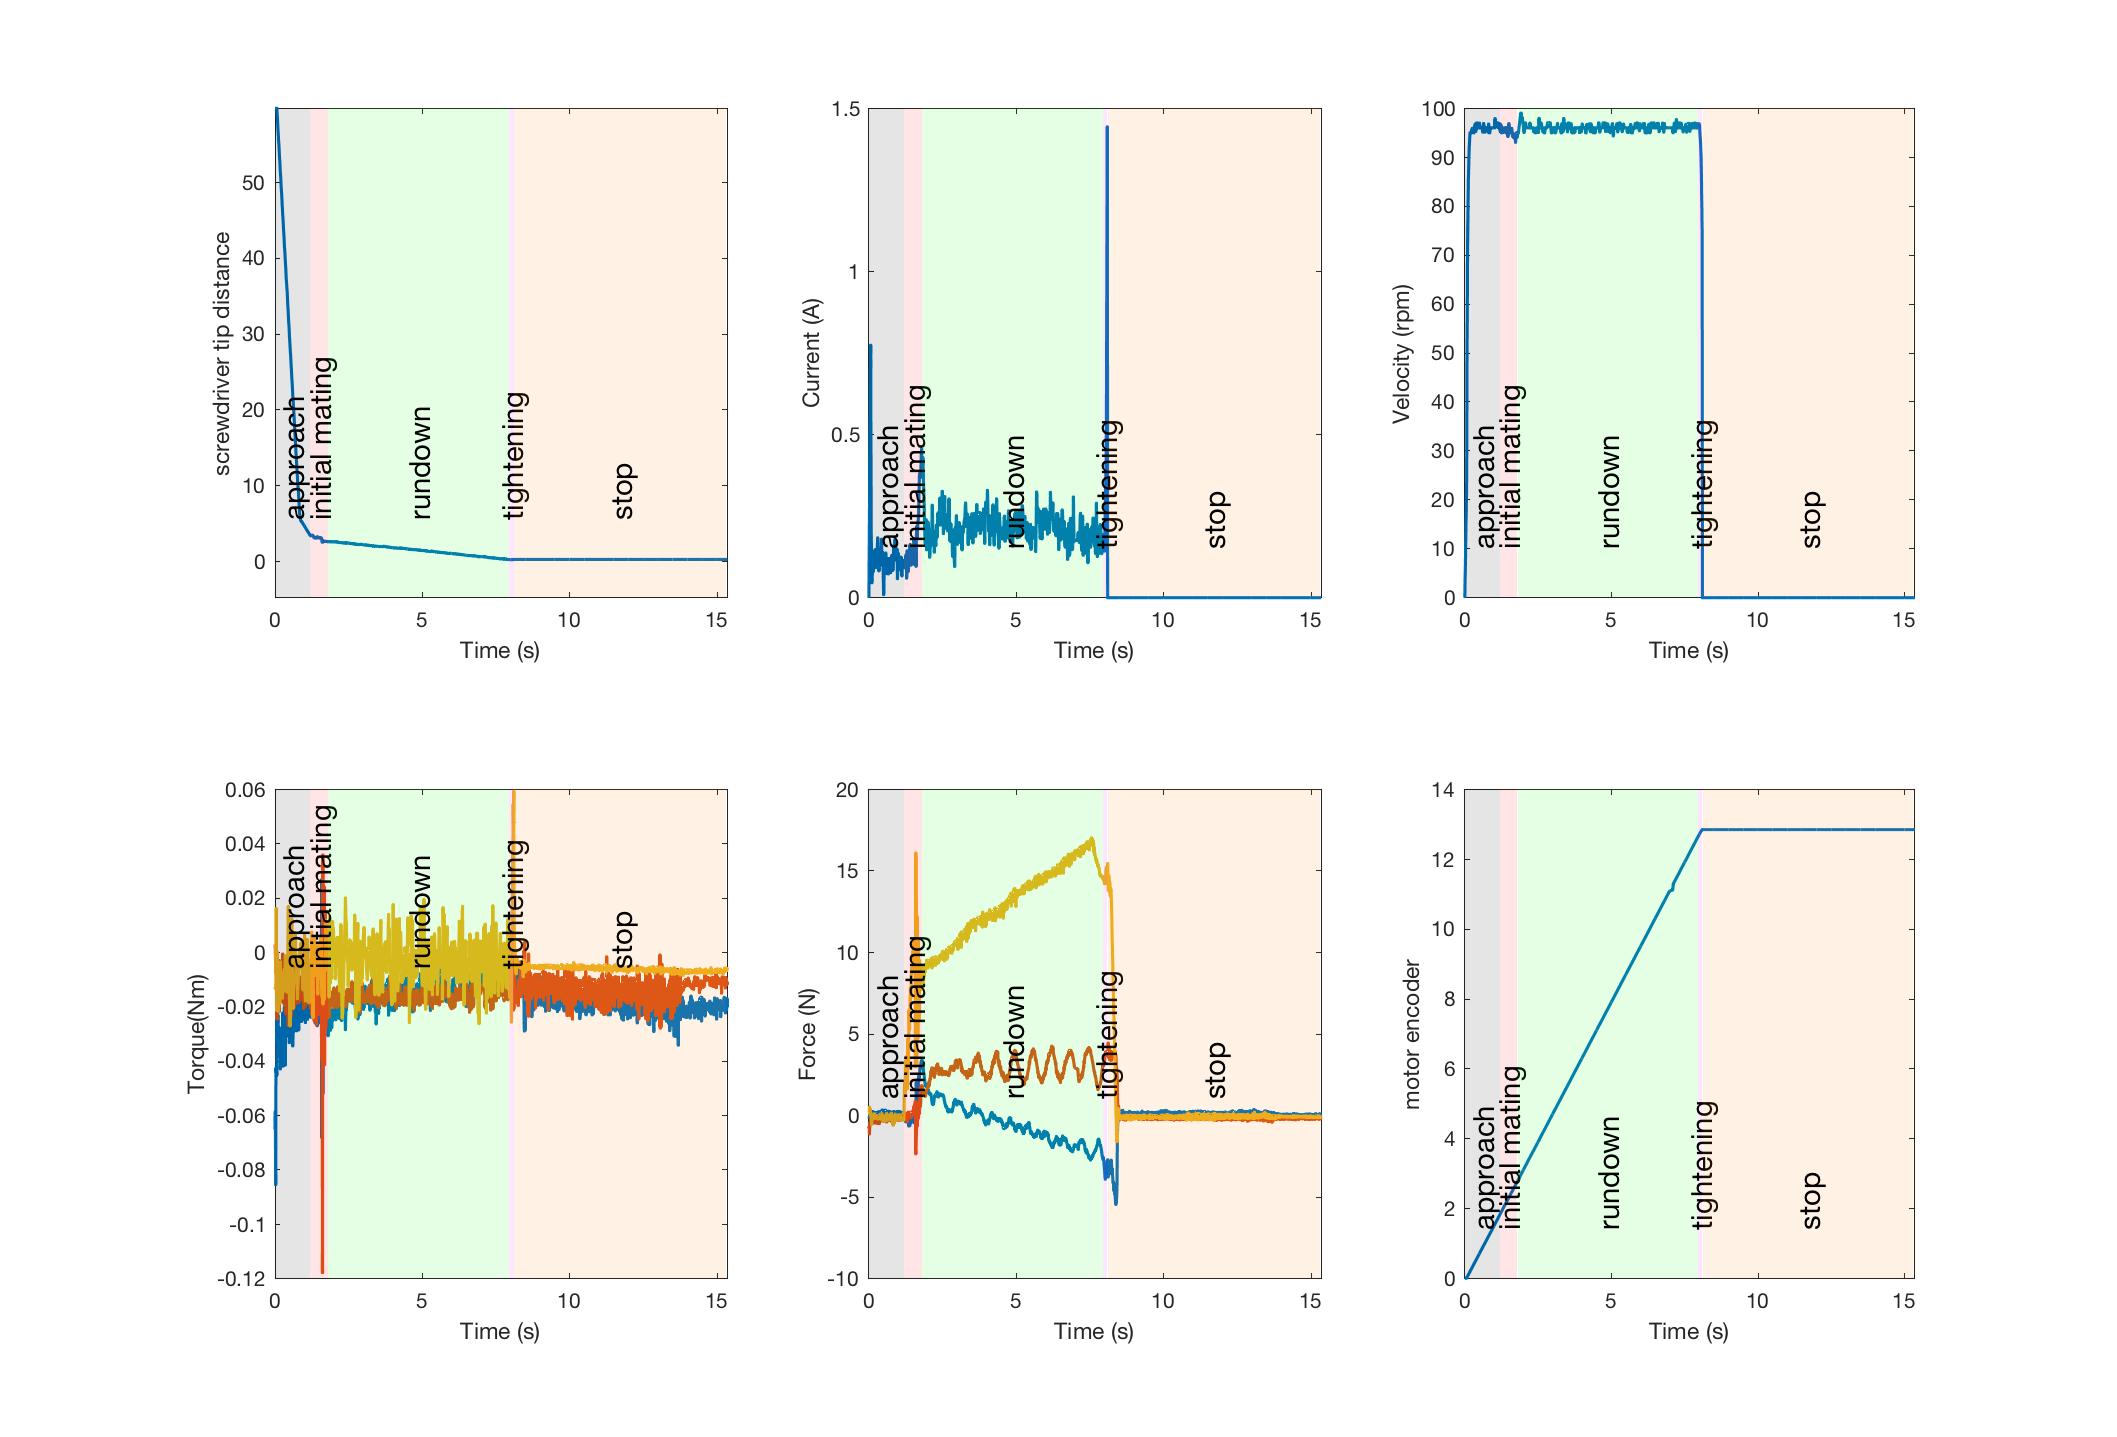 screwdriver tip distance
50
40
30
20
10
0
approach
initial mating
rundown
tightening
stop
0 5 10 15
Time (s)
Current (A)
1.5
1
0.5
0
approach
initial mating
rundown
tightening
stop
0 5 10 15
Time (s)
Velocity (rpm)
100
90
80
70
60
50
40
30
20
10
0
approach
initial mating
rundown
tightening
stop
0 5 10 15
Time (s)
Torque(Nm)
0.06
0.04
0.02
0
-0.02
-0.04
-0.06
-0.08
-0.1
-0.12
approach
initial mating
rundown
tightening
stop
0 5 10 15
Time (s)
Force (N)
20
15
10
5
0
-5
-10
approach
initial mating
rundown
tightening
stop
0 5 10 15
Time (s)
motor encoder
14
12
10
8
6
4
2
0
approach
initial mating
rundown
tightening
stop
0 5 10 15
Time (s)